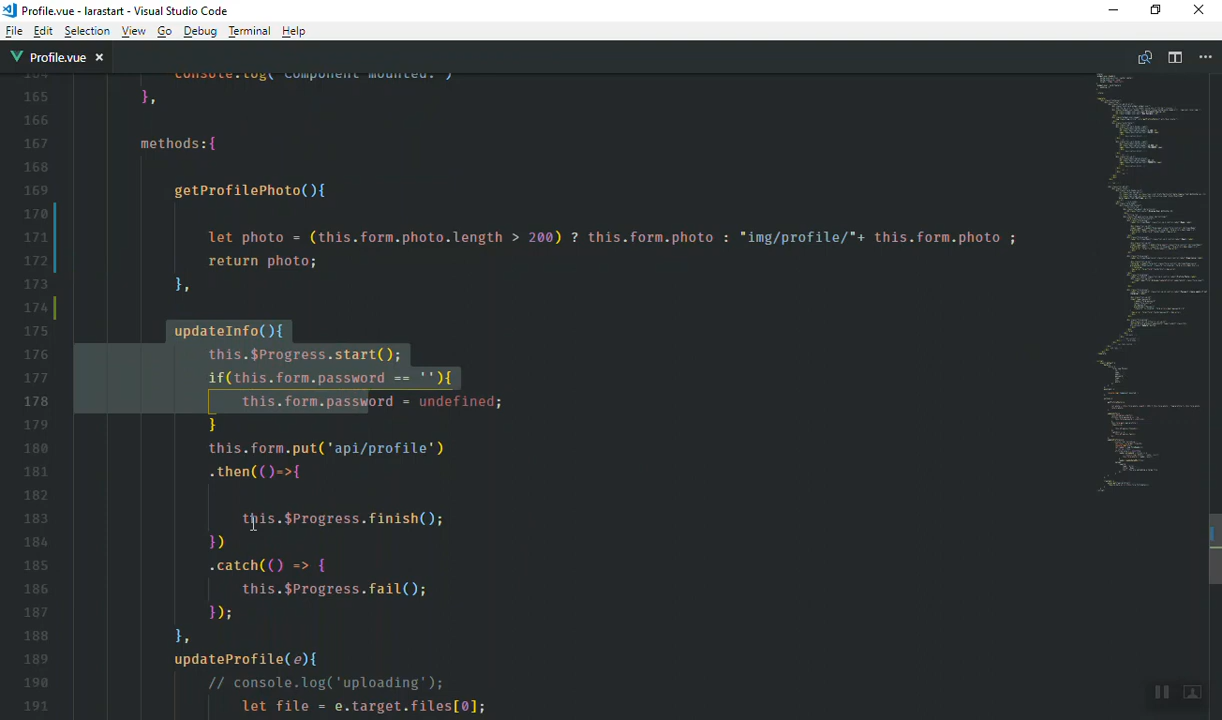 Profile.vue - larastart - Visual Studio Code
File Edit Selection View Go Debug Terminal Help
Profile.vue ×
164 console.log('Component mounted.')
165 },
166
167 methods:{
168
169 getProfilePhoto(){
170
171 let photo = (this.form.photo.length > 200) ? this.form.photo : "img/profile/"+ this.form.photo ;
172 return photo;
173 },
174
175 updateInfo(){
176 this.$Progress.start();
177 if(this.form.password == ''){
178 this.form.password = undefined;
179 }
180 this.form.put('api/profile')
181 .then(()=>{
182
183 this.$Progress.finish();
184 })
185 .catch(() => {
186 this.$Progress.fail();
187 });
188 },
189 updateProfile(e){
190 // console.log('uploading');
191 let file = e.target.files[0];